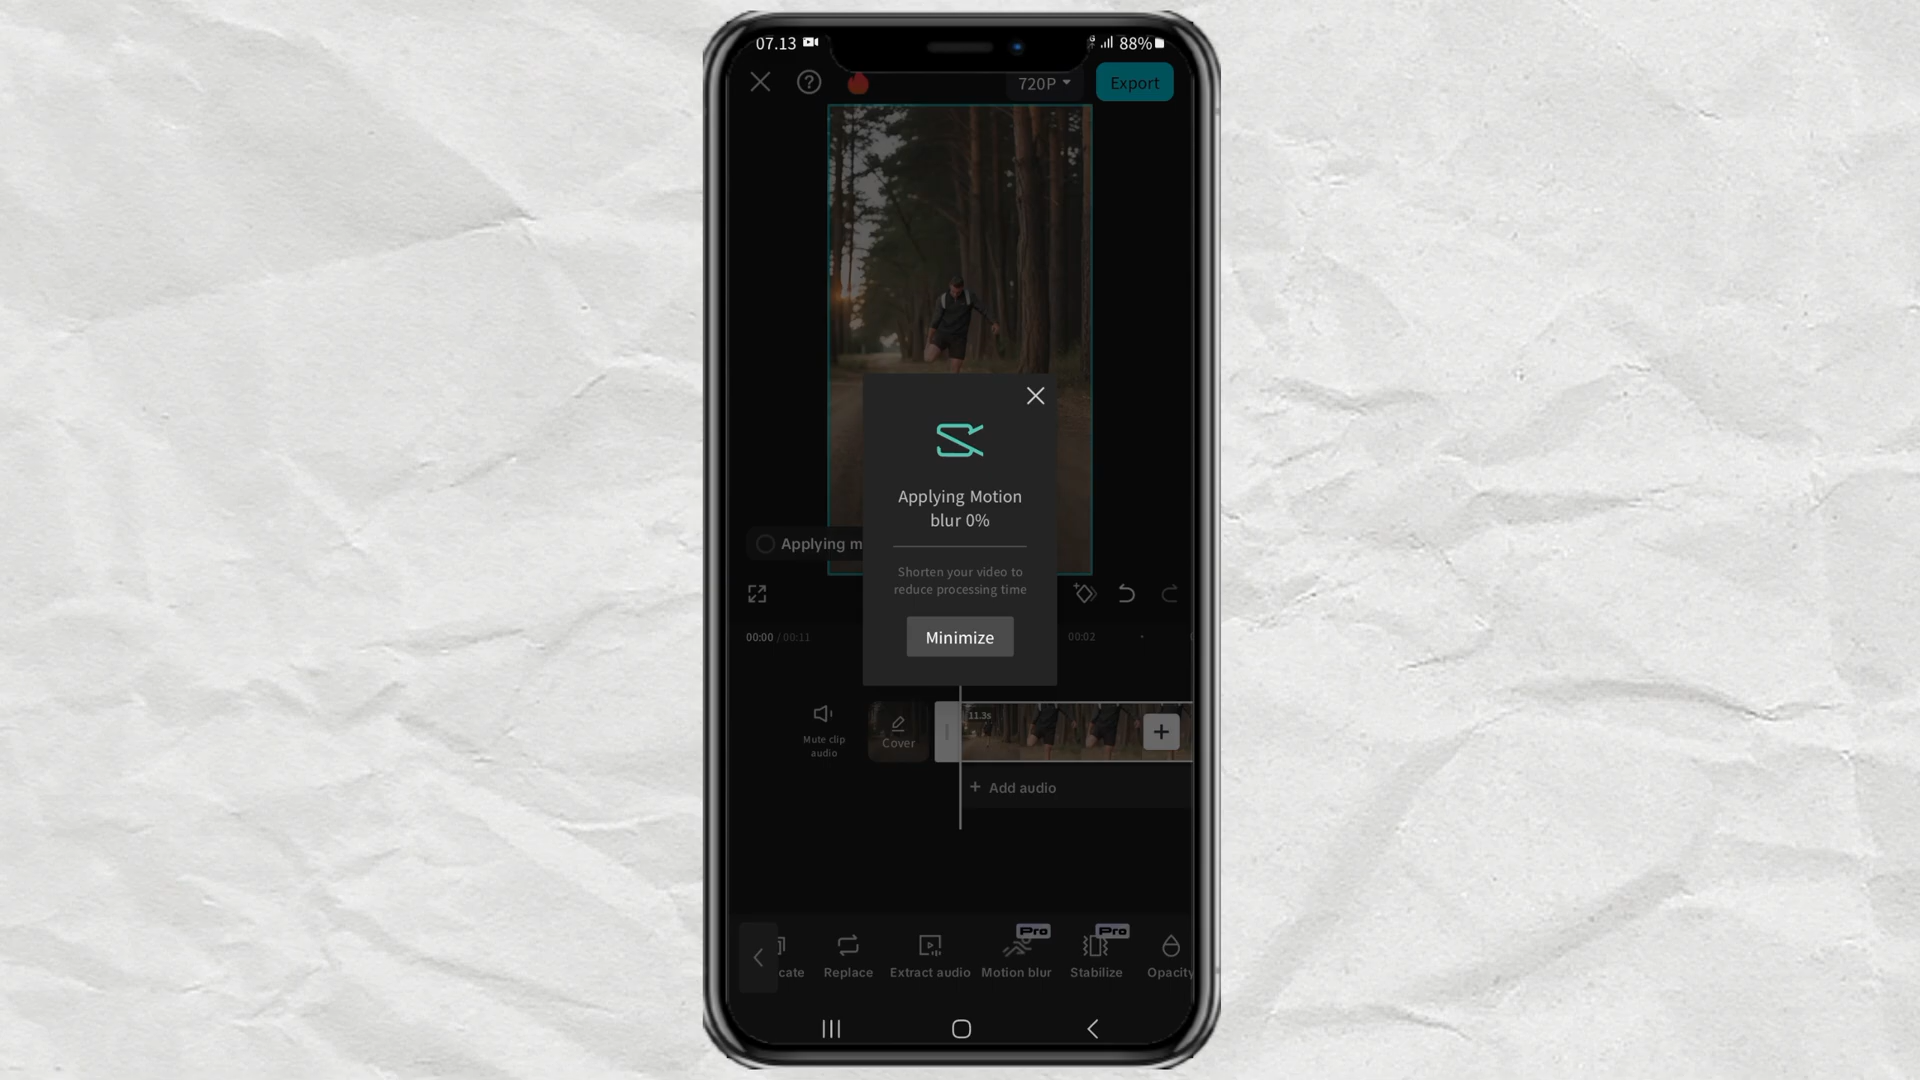 07.13
88%
720P
Export
Applying Motion
blur 0%
Applying m
Shorten your video to
reduce processing time
Minimize
00:00 / 00:11
00:02
11.3s
Mute clip
audio
Cover
+ Add audio
Pro
Pro
cate
Replace
Extract audio
Motion blur
Stabilize
Opacity